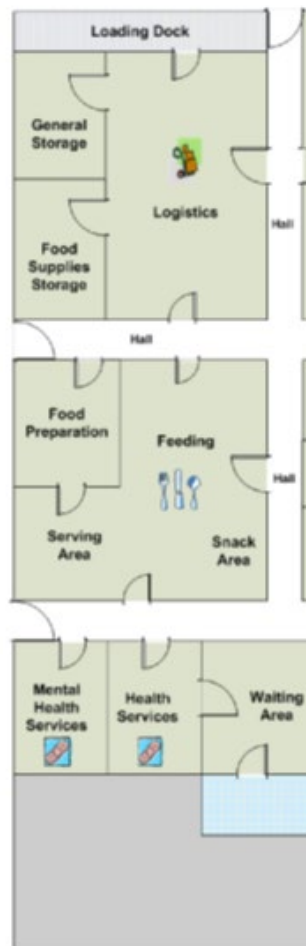 Loading Dock
General
Storage
Logistics
Food
Supplies
Storage
Hall
Hall
Food
Preparation
Feeding
Hall
Serving
Area
Snack
Area
Mental
Health
Services
Health
Services
Waiting
Area